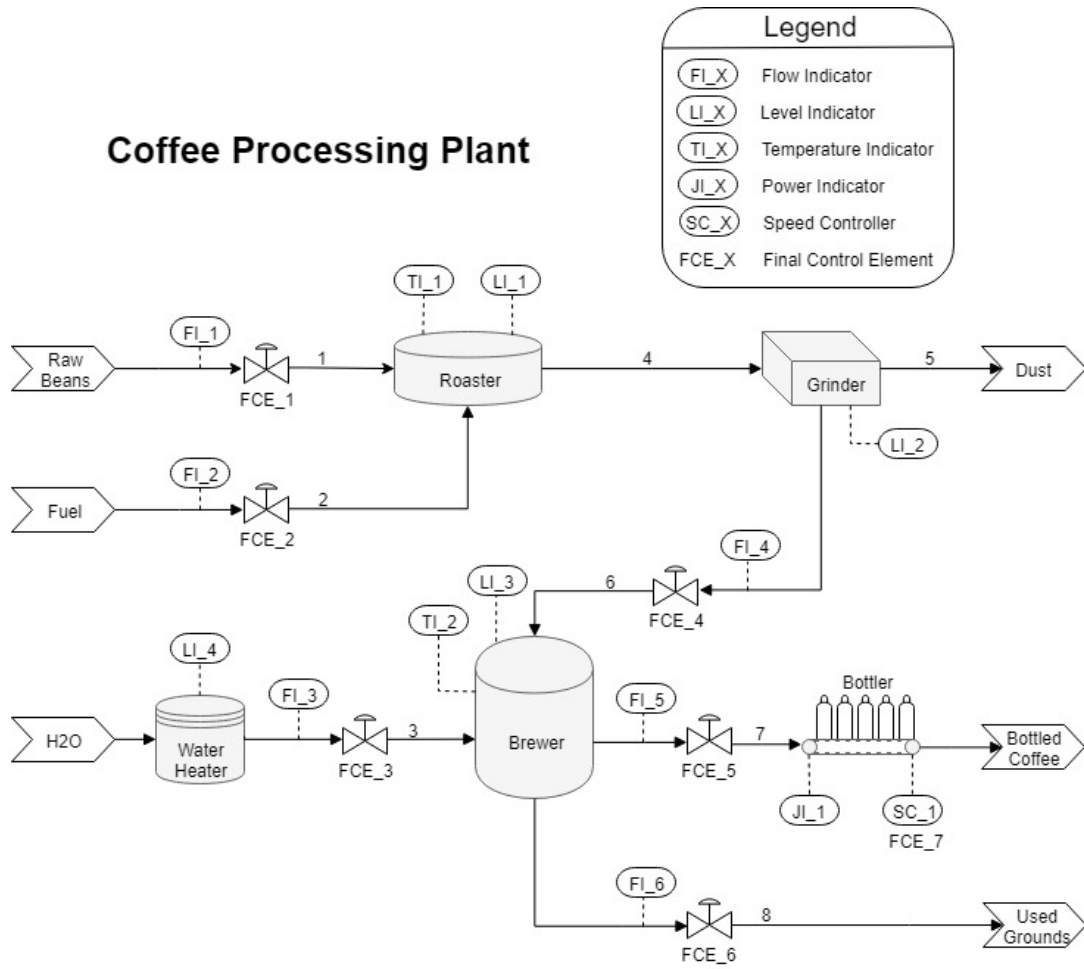 Legend
FI_X Flow Indicator
LI_X Level Indicator
TI_X Temperature Indicator
JI_X Power Indicator
SC_X Speed Controller
FCE_X Final Control Element
Coffee Processing Plant
TI_1
LI_1
FI_1
Raw
Beans
1
FCE_1
Roaster
4
Grinder
5
Dust
LI_2
FI_2
Fuel
2
FCE_2
FI_4
6
FCE_4
LI_3
TI_2
LI_4
FI_3
H2O
Water
Heater
3
FCE_3
Brewer
FI_5
7
FCE_5
Bottler
JI_1
SC_1
FCE_7
Bottled
Coffee
FI_6
8
FCE_6
Used
Grounds